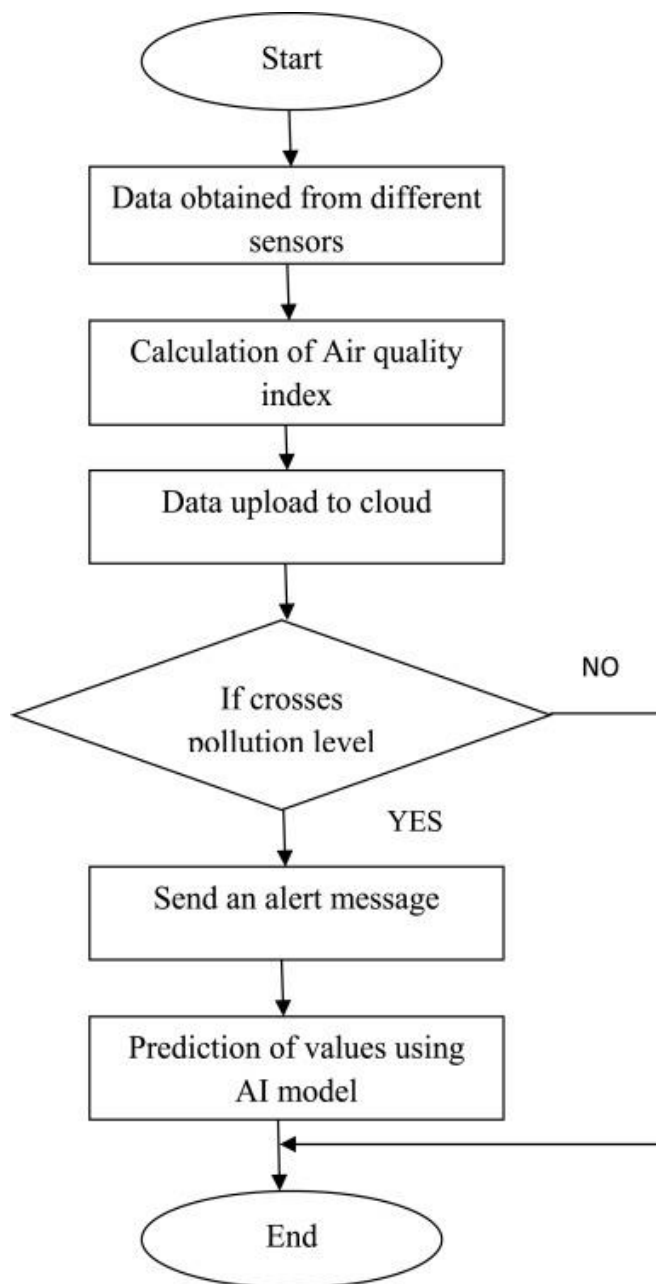 Start
Data obtained from different
sensors
Calculation of Air quality
index
Data upload to cloud
NO
If crosses
pollution level
YES
Send an alert message
Prediction of values using
AI model
End